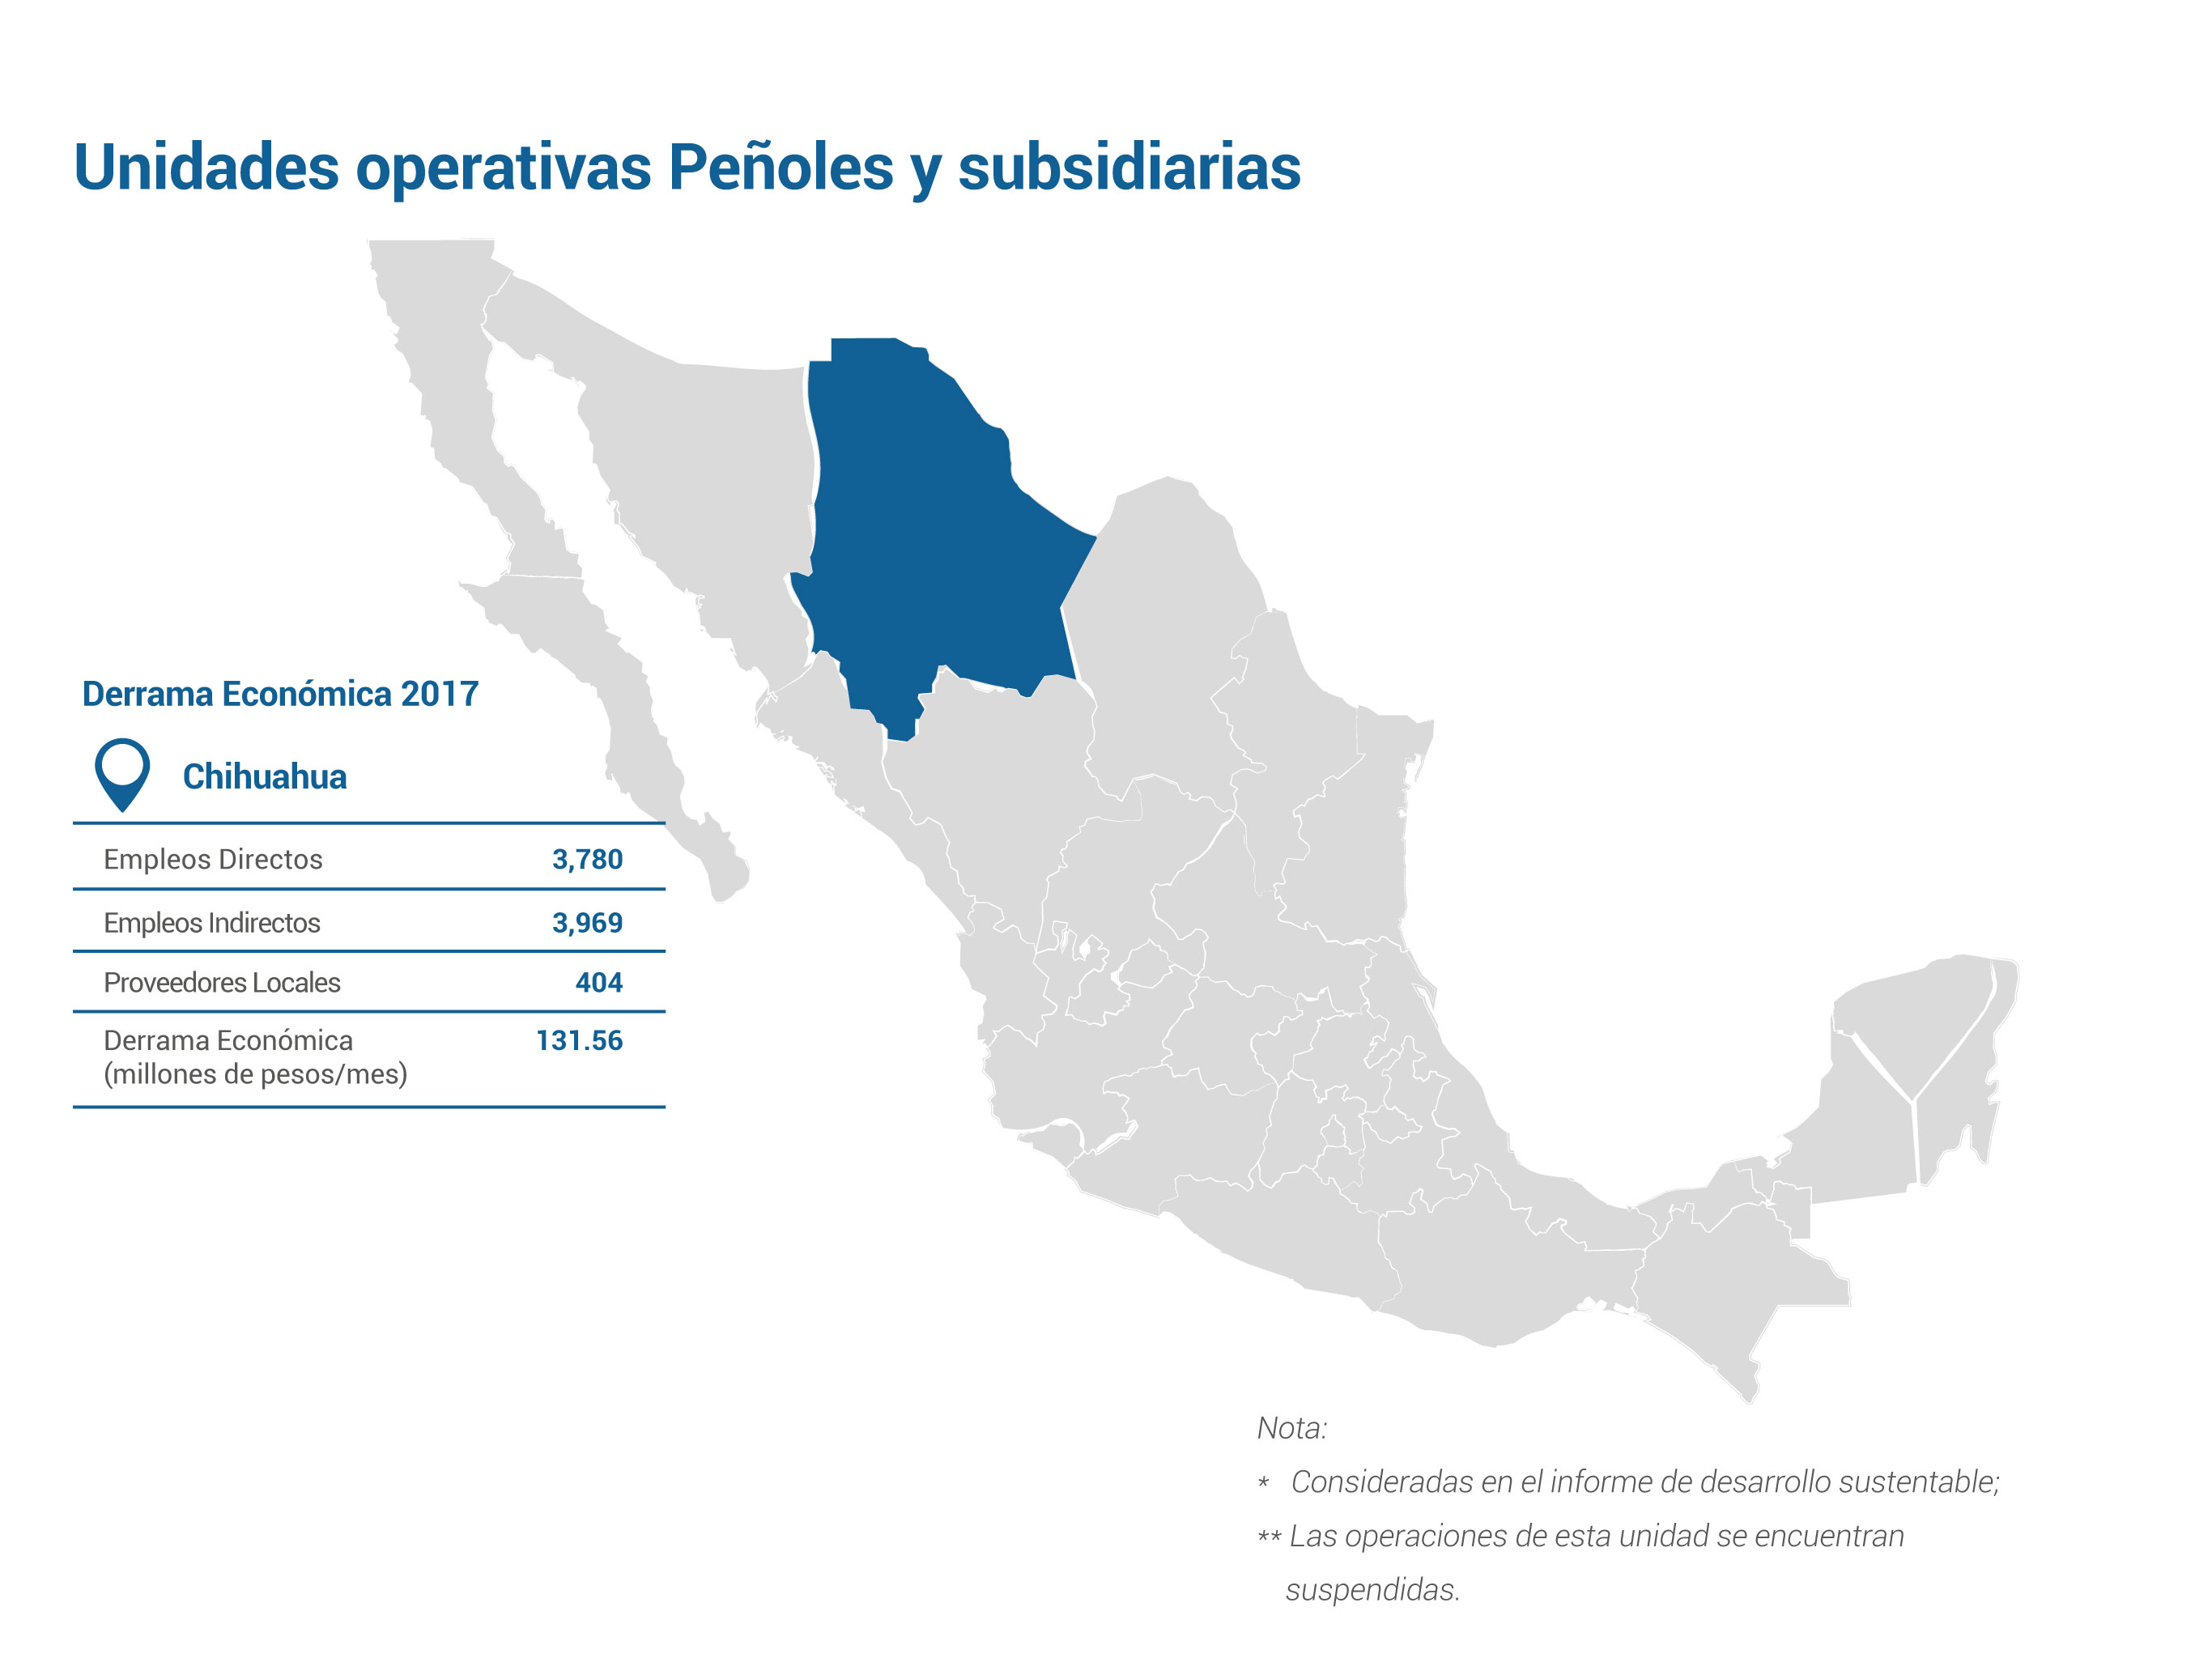 Unidades operativas Peñoles y subsidiarias
Derrama Económica 2017
Chihuahua
Empleos Directos 3,780
Empleos Indirectos 3,969
Proveedores Locales 404
Derrama Económica 131.56
(millones de pesos/mes)
Nota:
* Consideradas en el informe de desarrollo sustentable;
** Las operaciones de esta unidad se encuentran
suspendidas.